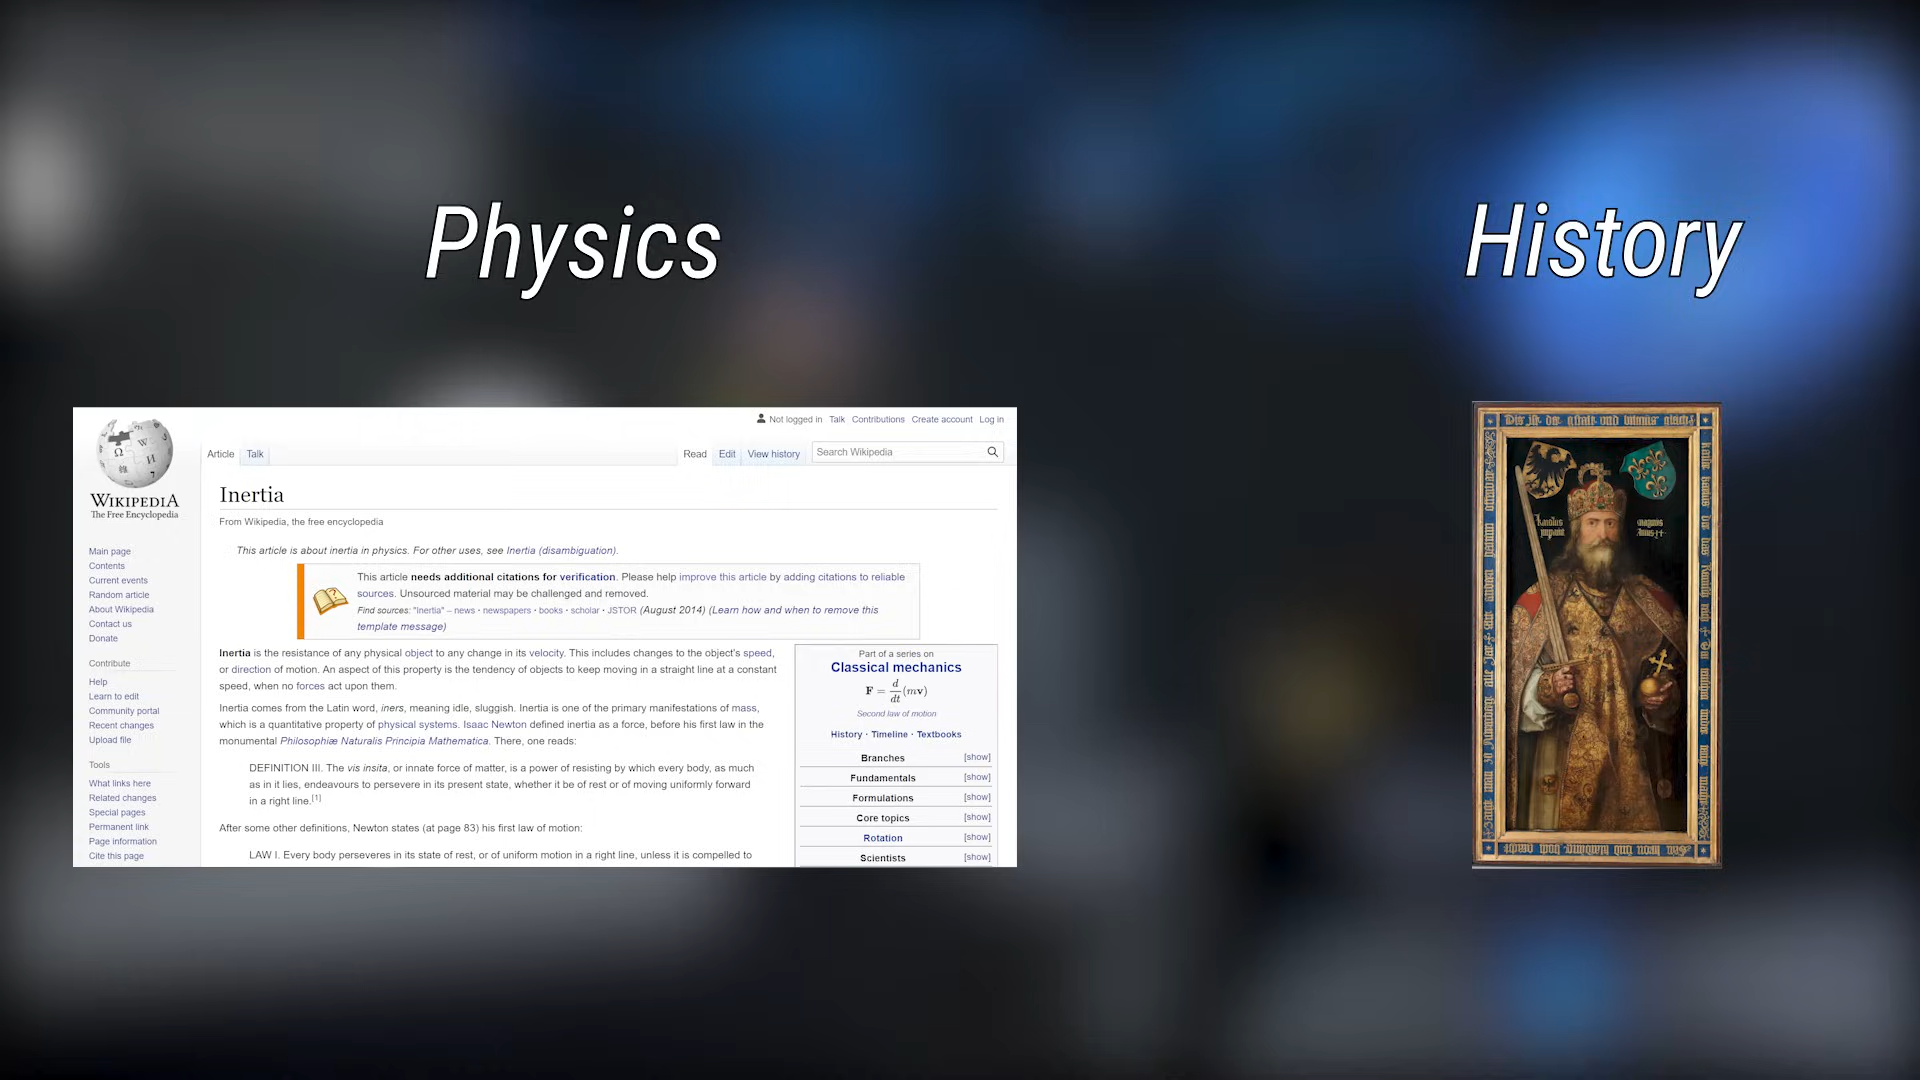 Physics
History
Not logged in Talk Contributions Create account Log in
Article Talk Read Edit View history Search Wikipedia
WIKIPEDIA
The Free Encyclopedia
Main page
Contents
Current events
Random article
About Wikipedia
Contact us
Donate
Contribute
Help
Learn to edit
Community portal
Recent changes
Upload file
Tools
What links here
Related changes
Special pages
Permanent link
Page information
Cite this page
Inertia
From Wikipedia, the free encyclopedia
This article is about inertia in physics. For other uses, see Inertia (disambiguation).
This article needs additional citations for verification. Please help improve this article by adding citations to reliable
sources. Unsourced material may be challenged and removed.
Find sources: "Inertia" – news · newspapers · books · scholar · JSTOR (August 2014) (Learn how and when to remove this
template message)
Inertia is the resistance of any physical object to any change in its velocity. This includes changes to the object's speed,
or direction of motion. An aspect of this property is the tendency of objects to keep moving in a straight line at a constant
speed, when no forces act upon them.
Inertia comes from the Latin word, iners, meaning idle, sluggish. Inertia is one of the primary manifestations of mass,
which is a quantitative property of physical systems. Isaac Newton defined inertia as a force, before his first law in the
monumental Philosophiæ Naturalis Principia Mathematica. There, one reads:
DEFINITION III. The vis insita, or innate force of matter, is a power of resisting by which every body, as much
as in it lies, endeavours to persevere in its present state, whether it be of rest or of moving uniformly forward
in a right line.[1]
After some other definitions, Newton states (at page 83) his first law of motion:
LAW I. Every body perseveres in its state of rest, or of uniform motion in a right line, unless it is compelled to
Part of a series on
Classical mechanics
F = d/dt (mv)
Second law of motion
History · Timeline · Textbooks
Branches [show]
Fundamentals [show]
Formulations [show]
Core topics [show]
Rotation [show]
Scientists [show]
Karolus
magnus